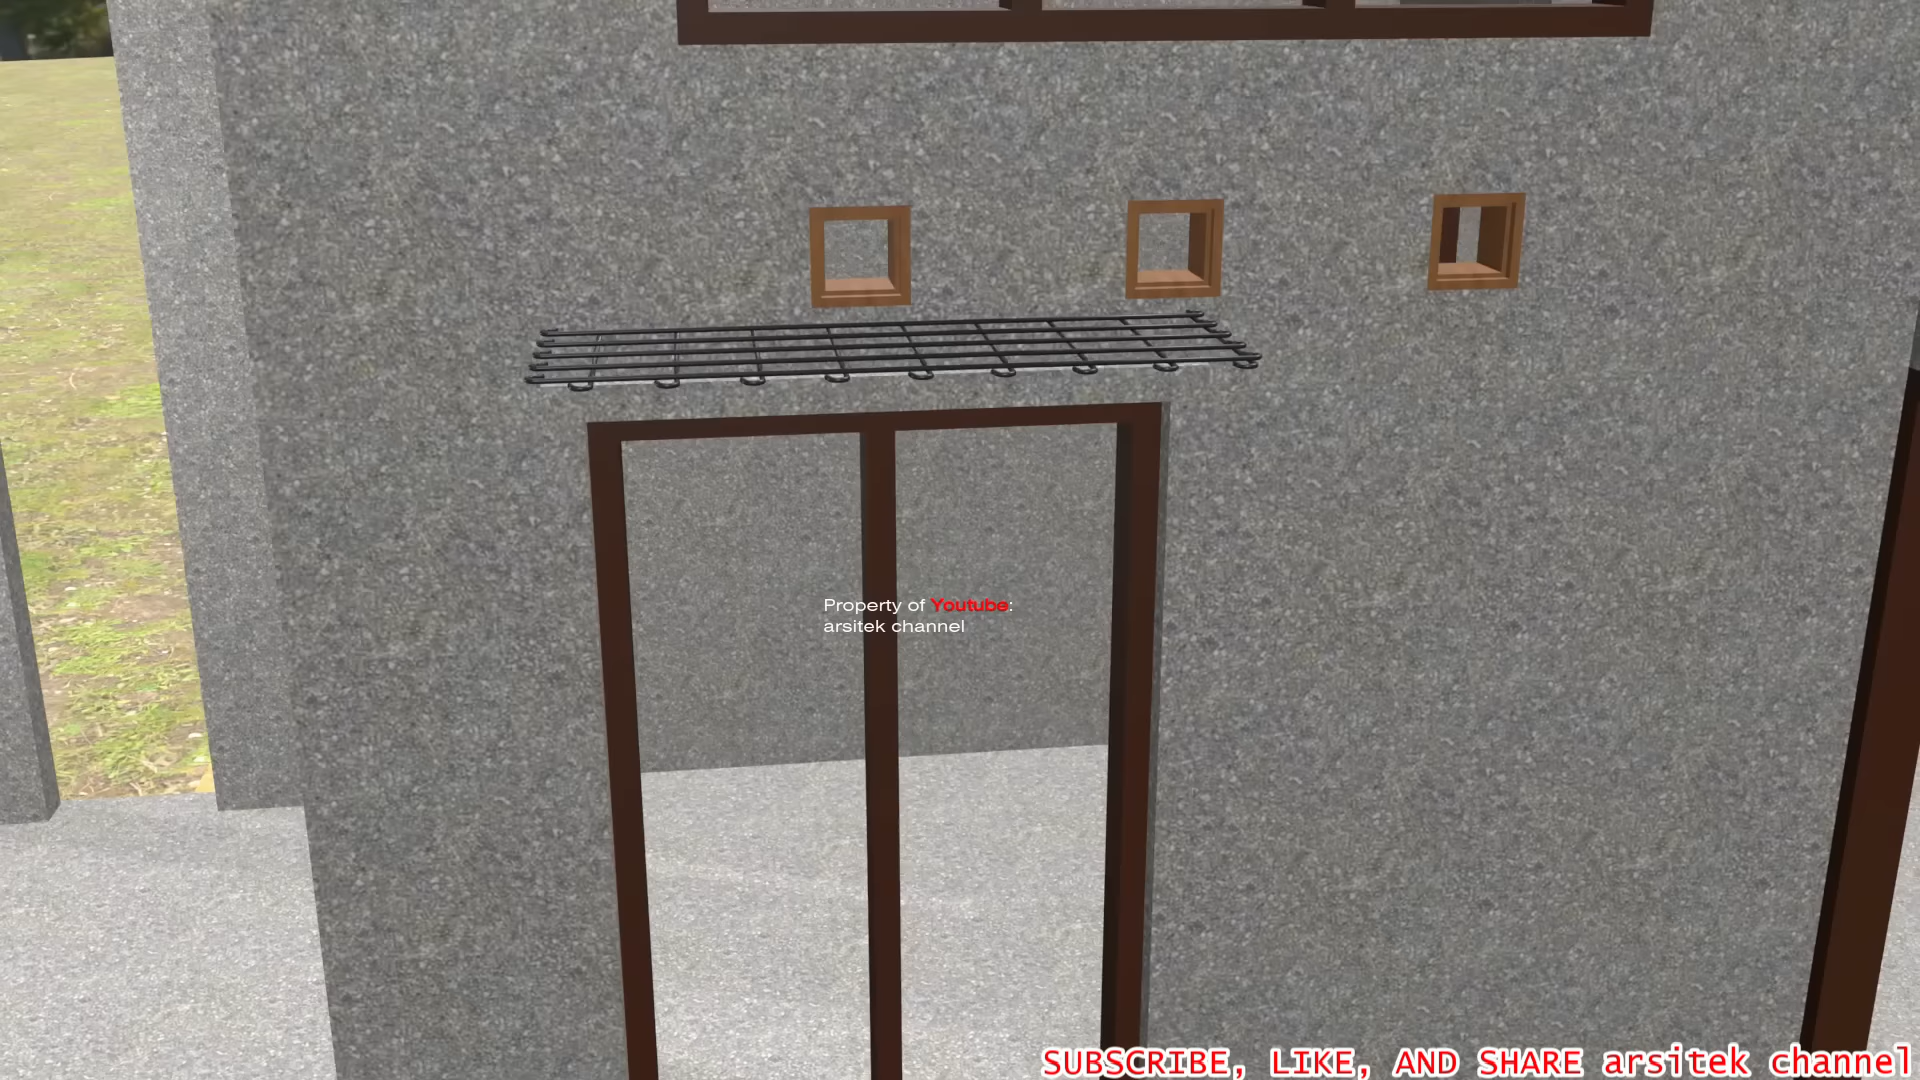 Property of Youtube:
arsitek channel
SUBSCRIBE, LIKE, AND SHARE arsitek channel